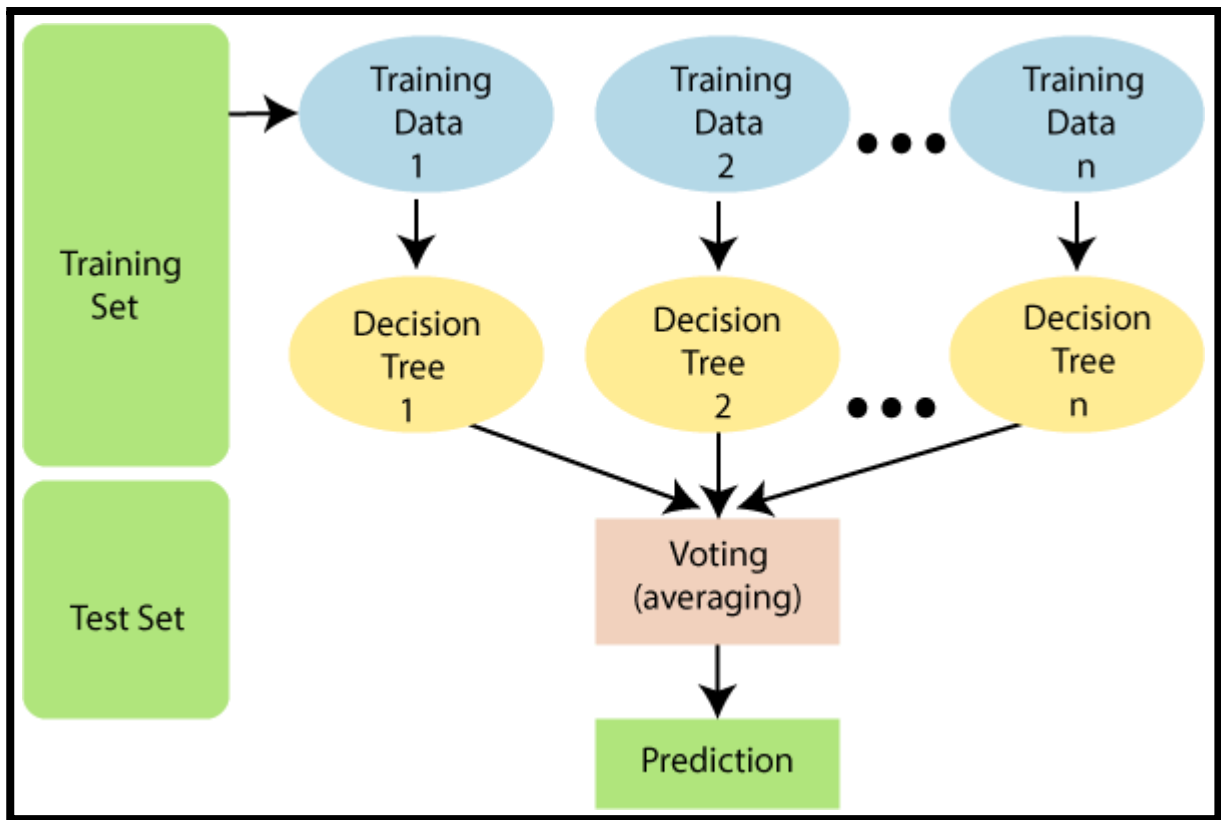 Training
Set
Test Set
Training
Data
1
Training
Data
2
Training
Data
n
Decision
Tree
1
Decision
Tree
2
Decision
Tree
n
Voting
(averaging)
Prediction